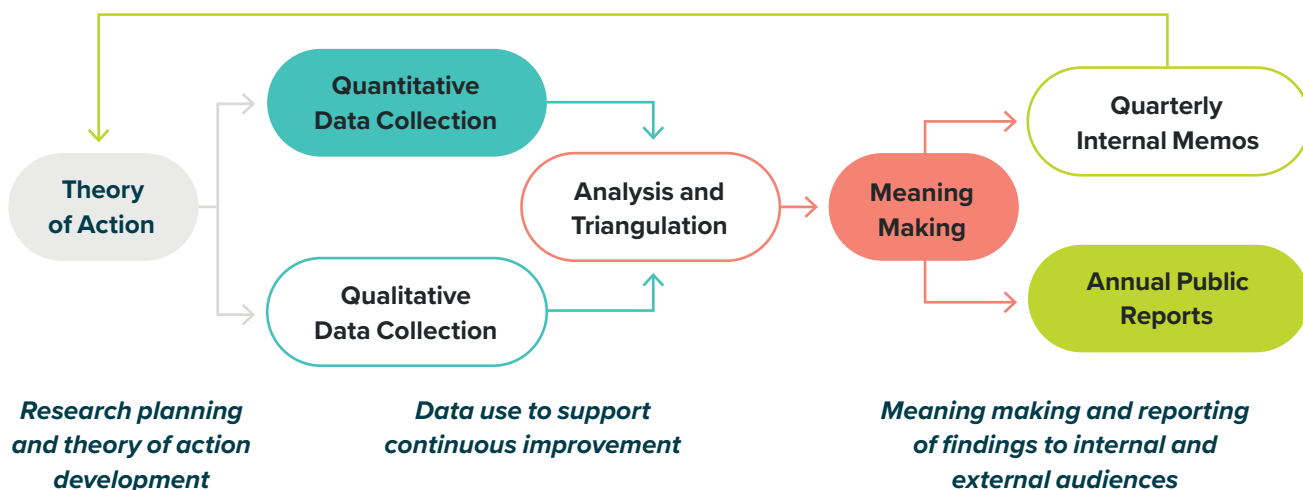 Quantitative
Data Collection
Quarterly
Internal Memos
Theory
of Action
Analysis and
Triangulation
Meaning
Making
Qualitative
Data Collection
Annual Public
Reports
Research planning
and theory of action
development
Data use to support
continuous improvement
Meaning making and reporting
of findings to internal and
external audiences